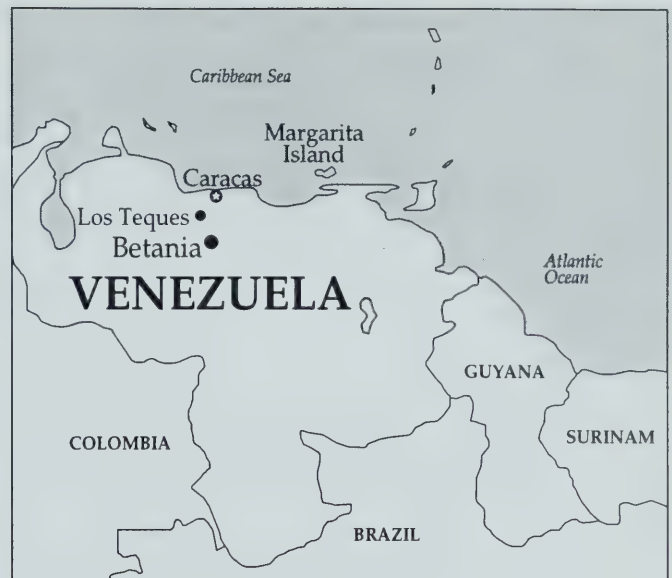 Caribbean Sea
Margarita
Island
Caracas
Los Teques
Betania
VENEZUELA
Atlantic
Ocean
GUYANA
SURINAM
COLOMBIA
BRAZIL